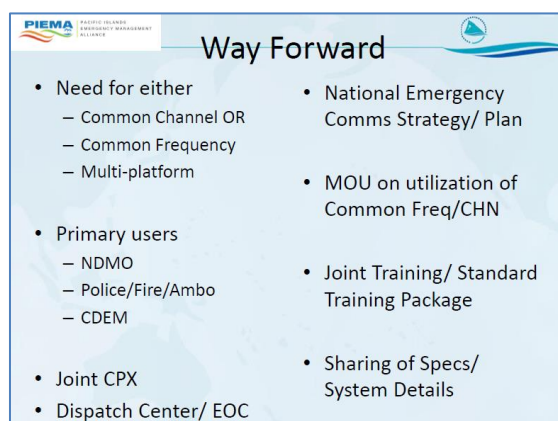 PIEMA
PACIFIC ISLANDS
EMERGENCY MANAGEMENT
ALLIANCE
Way Forward
• Need for either
– Common Channel OR
– Common Frequency
– Multi-platform
• Primary users
– NDMO
– Police/Fire/Ambo
– CDEM
• Joint CPX
• Dispatch Center/ EOC
• National Emergency
Comms Strategy/ Plan
• MOU on utilization of
Common Freq/CHN
• Joint Training/ Standard
Training Package
• Sharing of Specs/
System Details